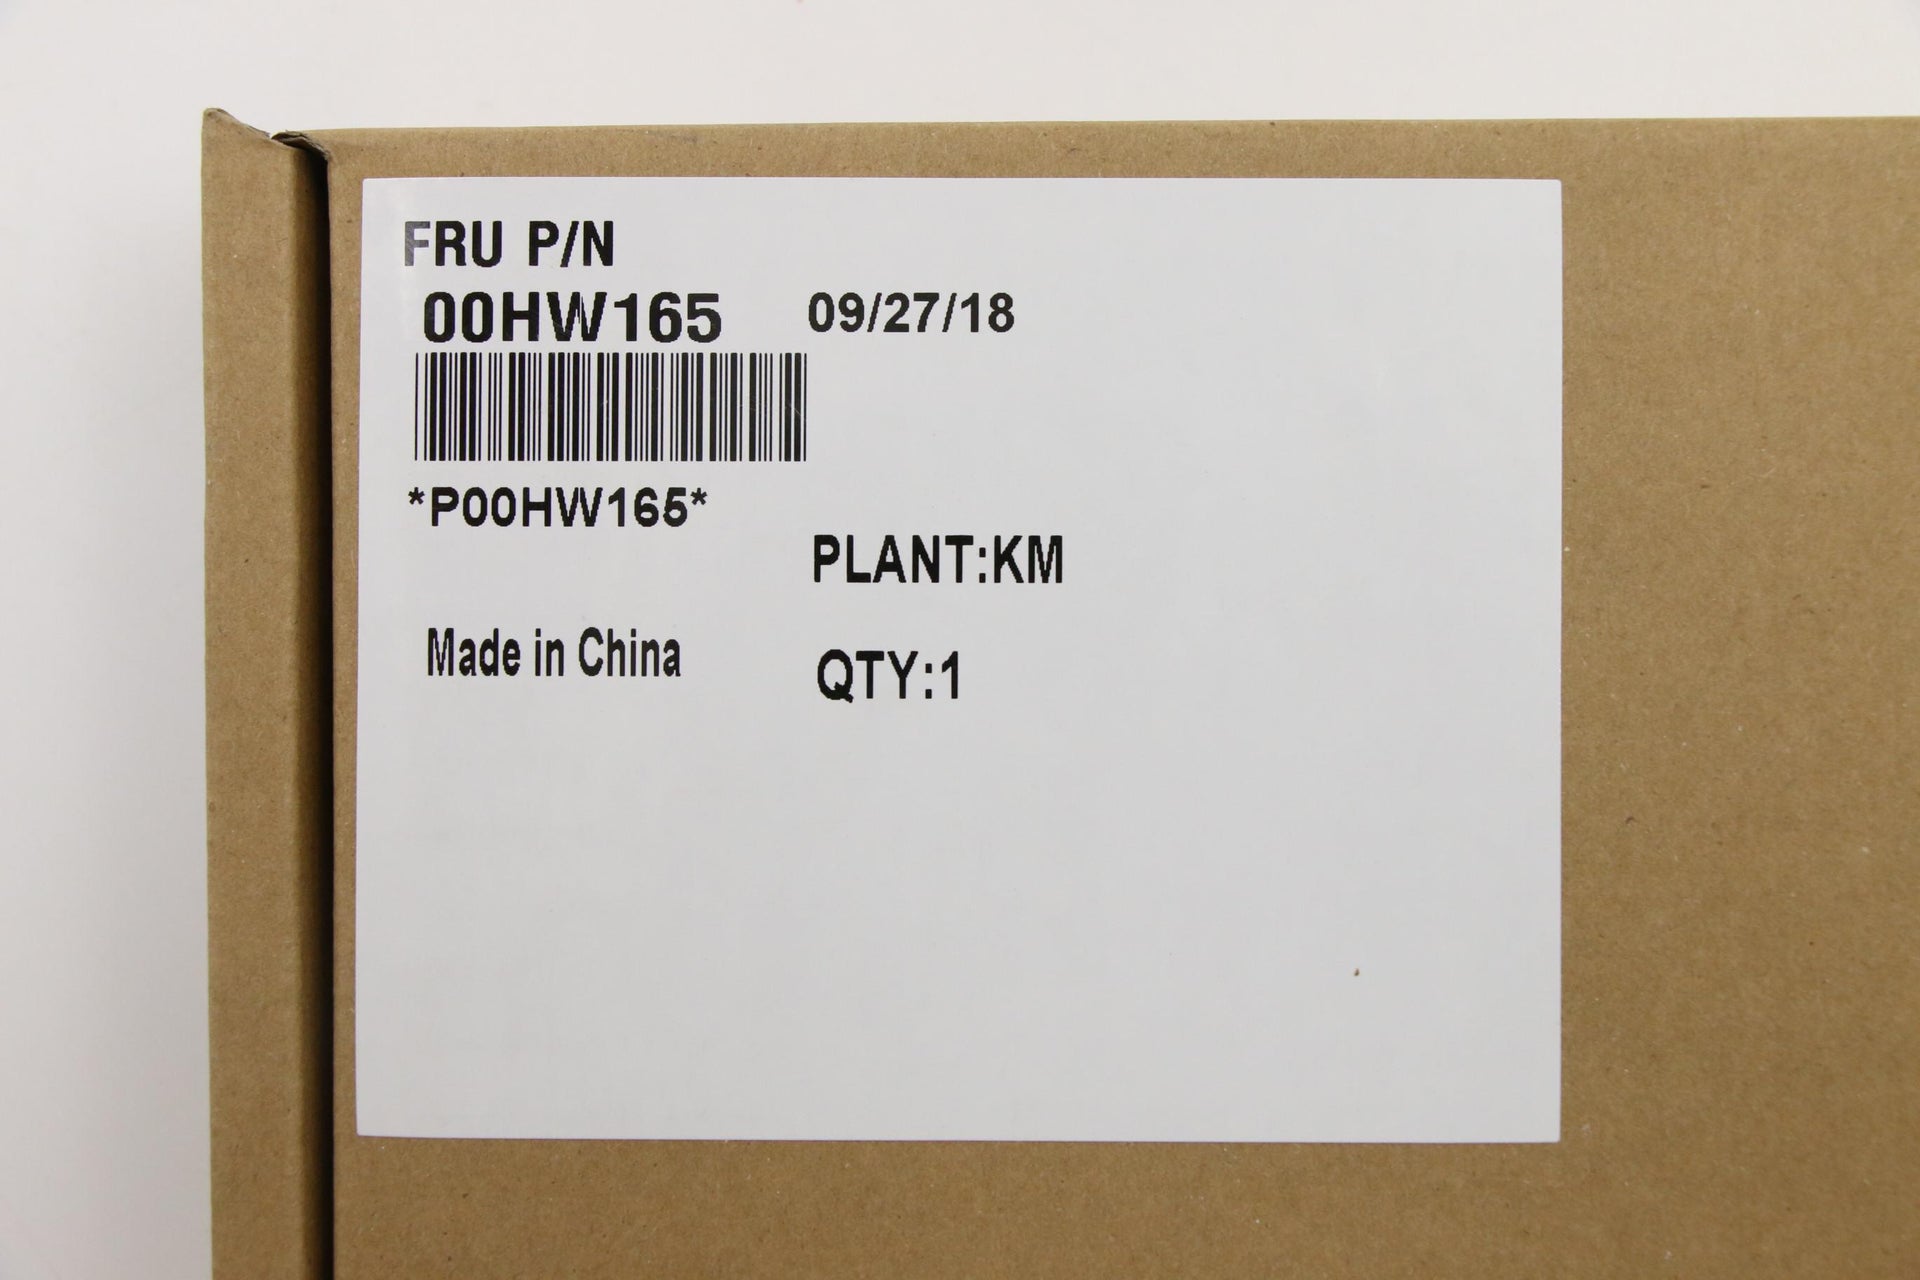 FRU P/N
00HW165 09/27/18
*P00HW165*
PLANT:KM
Made in China
QTY:1